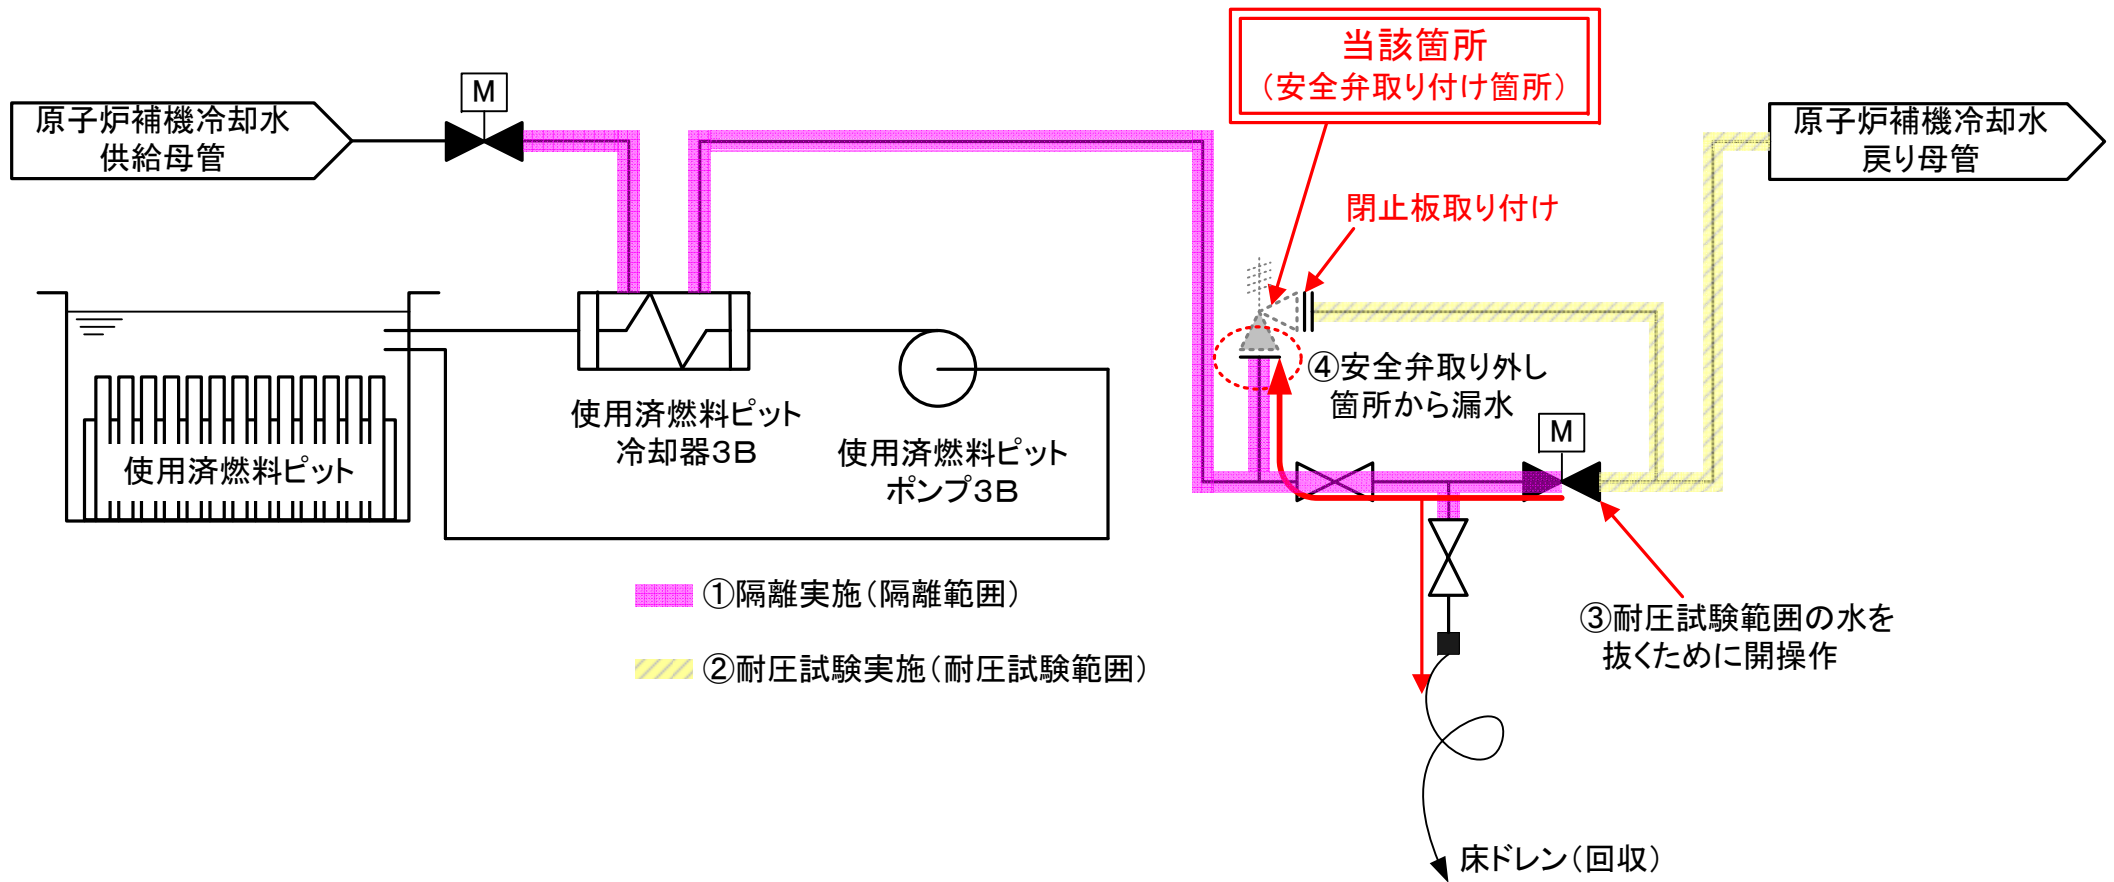 当該箇所
（安全弁取り付け箇所）
M
原子炉補機冷却水
供給母管
原子炉補機冷却水
戻り母管
閉止板取り付け
④安全弁取り外し
箇所から漏水
使用済燃料ピット
冷却器３Ｂ
使用済燃料ピット
ポンプ３Ｂ
使用済燃料ピット
M
①隔離実施（隔離範囲）
②耐圧試験実施（耐圧試験範囲）
③耐圧試験範囲の水を
抜くために開操作
床ドレン（回収）